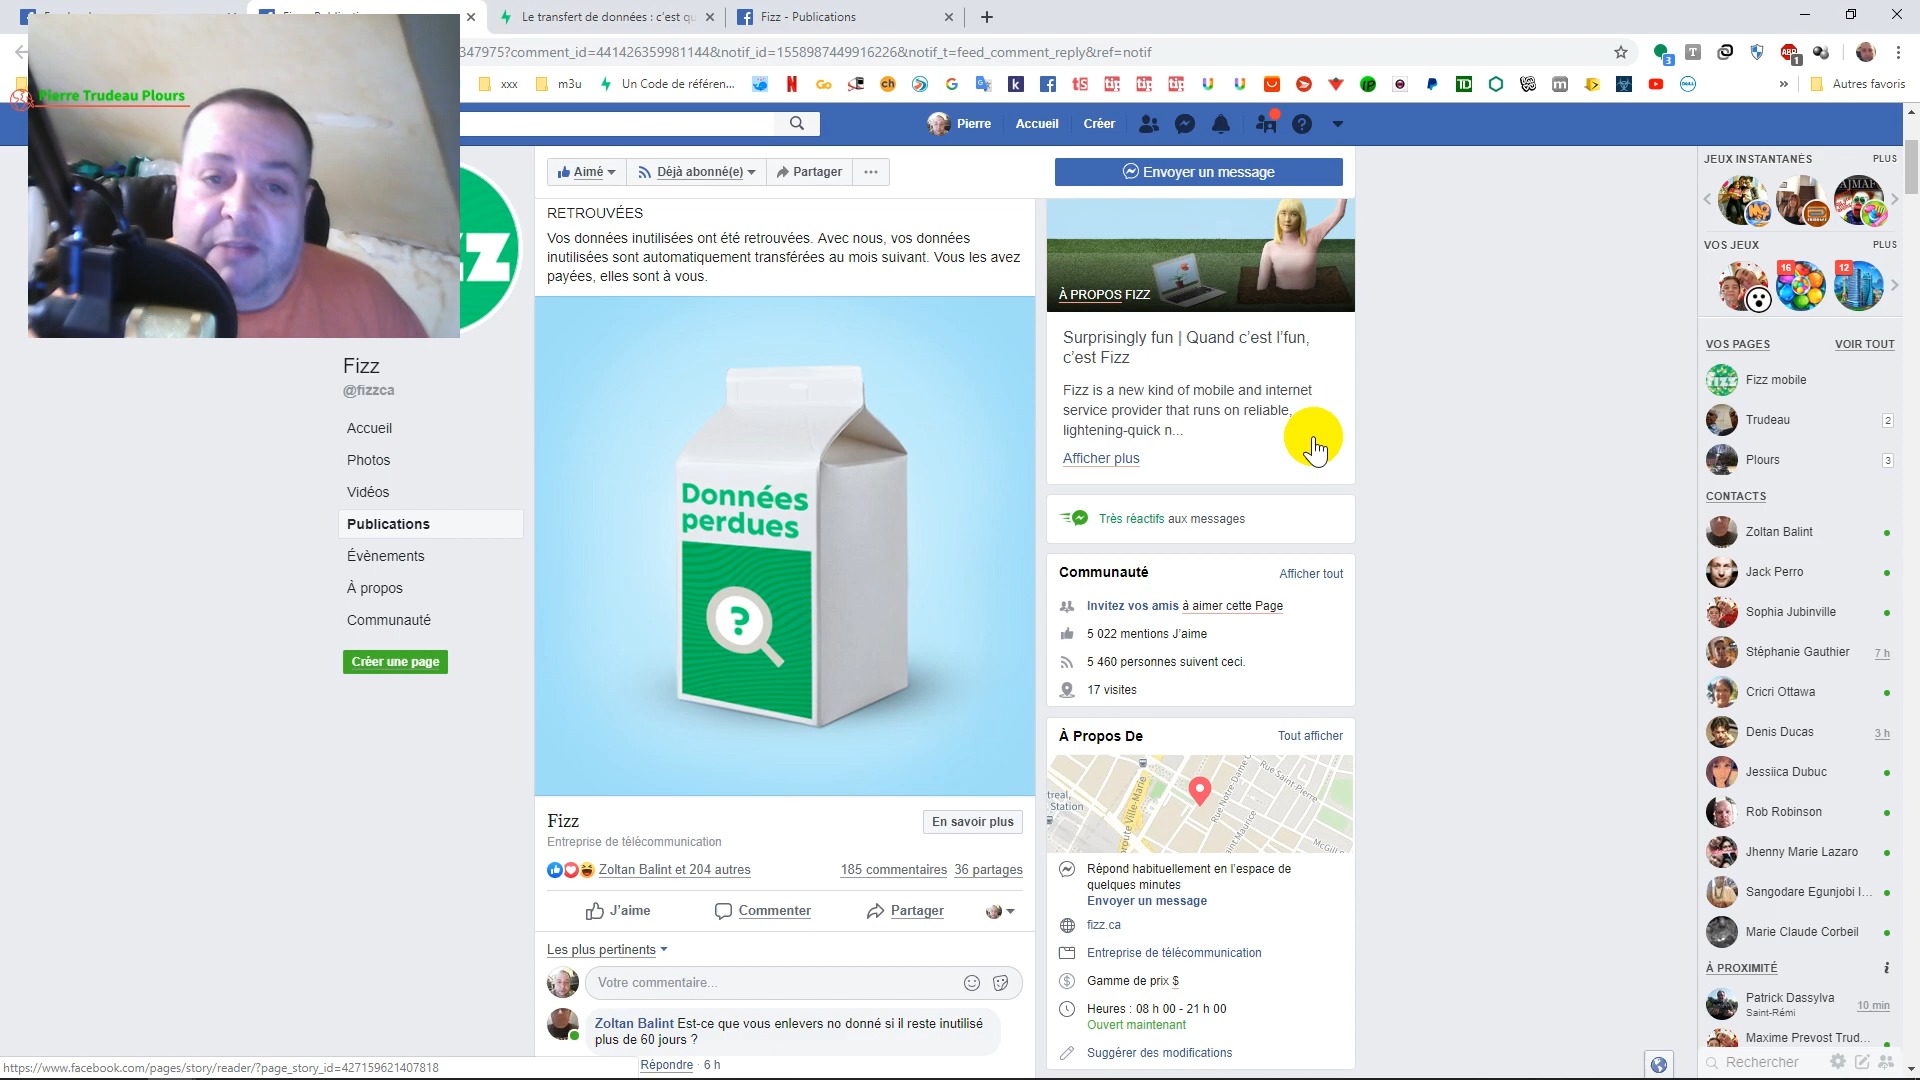 Le transfert de données : c'est qu
Fizz - Publications
347975?comment_id=441426359981144&notif_id=1558987449916226&notif_t=feed_comment_reply&ref=notif
xxx
m3u
Un Code de référen...
Autres favoris
Pierre Trudeau Plours
Pierre
Accueil
Créer
Aimé
Déjà abonné(e)
Partager
Envoyer un message
RETROUVÉES
Vos données inutilisées ont été retrouvées. Avec nous, vos données
inutilisées sont automatiquement transférées au mois suivant. Vous les avez
payées, elles sont à vous.
Données
perdues
?
Fizz
@fizzca
Accueil
Photos
Vidéos
Publications
Évènements
À propos
Communauté
Créer une page
Fizz
Entreprise de télécommunication
En savoir plus
Zoltan Balint et 204 autres
185 commentaires
36 partages
J'aime
Commenter
Partager
Les plus pertinents
Votre commentaire...
Zoltan Balint Est-ce que vous enlevers no donné si il reste inutilisé
plus de 60 jours ?
Répondre · 6 h
https://www.facebook.com/pages/story/reader/?page_story_id=427159621407818
À PROPOS FIZZ
Surprisingly fun | Quand c'est l'fun,
c'est Fizz
Fizz is a new kind of mobile and internet
service provider that runs on reliable,
lightening-quick n...
Afficher plus
Très réactifs aux messages
Communauté
Afficher tout
Invitez vos amis à aimer cette Page
5 022 mentions J'aime
5 460 personnes suivent ceci.
17 visites
À Propos De
Tout afficher
treal,
Station
Rue Saint-Pierre
Répond habituellement en l'espace de
quelques minutes
Envoyer un message
fizz.ca
Entreprise de télécommunication
Gamme de prix $
Heures : 08 h 00 - 21 h 00
Ouvert maintenant
Suggérer des modifications
JEUX INSTANTANÉS
PLUS
VOS JEUX
PLUS
16
12
VOS PAGES
VOIR TOUT
Fizz mobile
Trudeau
2
Plours
3
CONTACTS
Zoltan Balint
Jack Perro
Sophia Jubinville
Stéphanie Gauthier
7 h
Cricri Ottawa
Denis Ducas
3 h
Jessiica Dubuc
Rob Robinson
Jhenny Marie Lazaro
Sangodare Egunjobi I...
Marie Claude Corbeil
À PROXIMITÉ
Patrick Dassylva
Saint-Rémi
10 min
Maxime Prevost Trud...
Rechercher